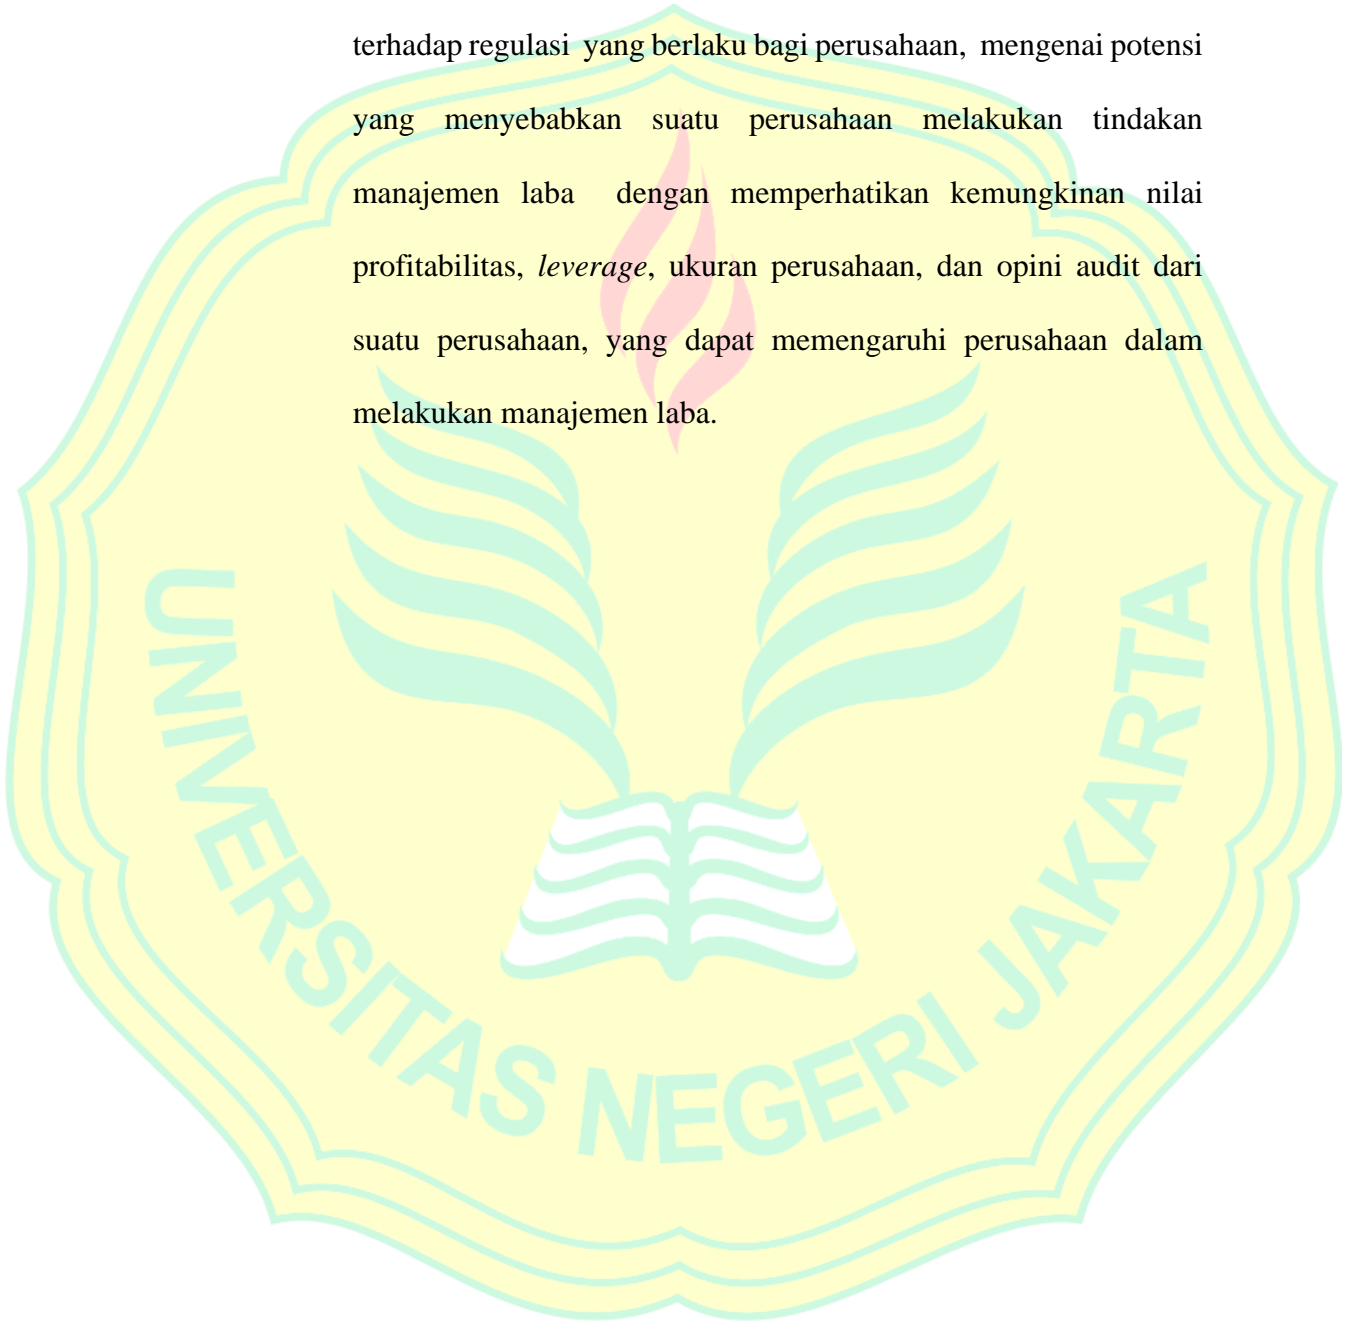 terhadap regulasi yang berlaku bagi perusahaan, mengenai potensi
yang menyebabkan suatu perusahaan melakukan tindakan
manajemen laba dengan memperhatikan kemungkinan nilai
profitabilitas, leverage, ukuran perusahaan, dan opini audit dari
suatu perusahaan, yang dapat memengaruhi perusahaan dalam
melakukan manajemen laba.
UNIVERSITAS NEGERI JAKARTA